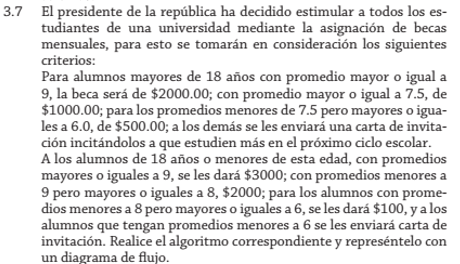 3.7 El presidente de la república ha decidido estimular a todos los es-
tudiantes de una universidad mediante la asignación de becas
mensuales, para esto se tomarán en consideración los siguientes
criterios:
Para alumnos mayores de 18 años con promedio mayor o igual a
9, la beca será de $2000.00; con promedio mayor o igual a 7.5, de
$1000.00; para los promedios menores de 7.5 pero mayores o igua-
les a 6.0, de $500.00; a los demás se les enviará una carta de invita-
ción incitándolos a que estudien más en el próximo ciclo escolar.
A los alumnos de 18 años o menores de esta edad, con promedios
mayores o iguales a 9, se les dará $3000; con promedios menores a
9 pero mayores o iguales a 8, $2000; para los alumnos con prome-
dios menores a 8 pero mayores o iguales a 6, se les dará $100, y a los
alumnos que tengan promedios menores a 6 se les enviará carta de
invitación. Realice el algoritmo correspondiente y represéntelo con
un diagrama de flujo.